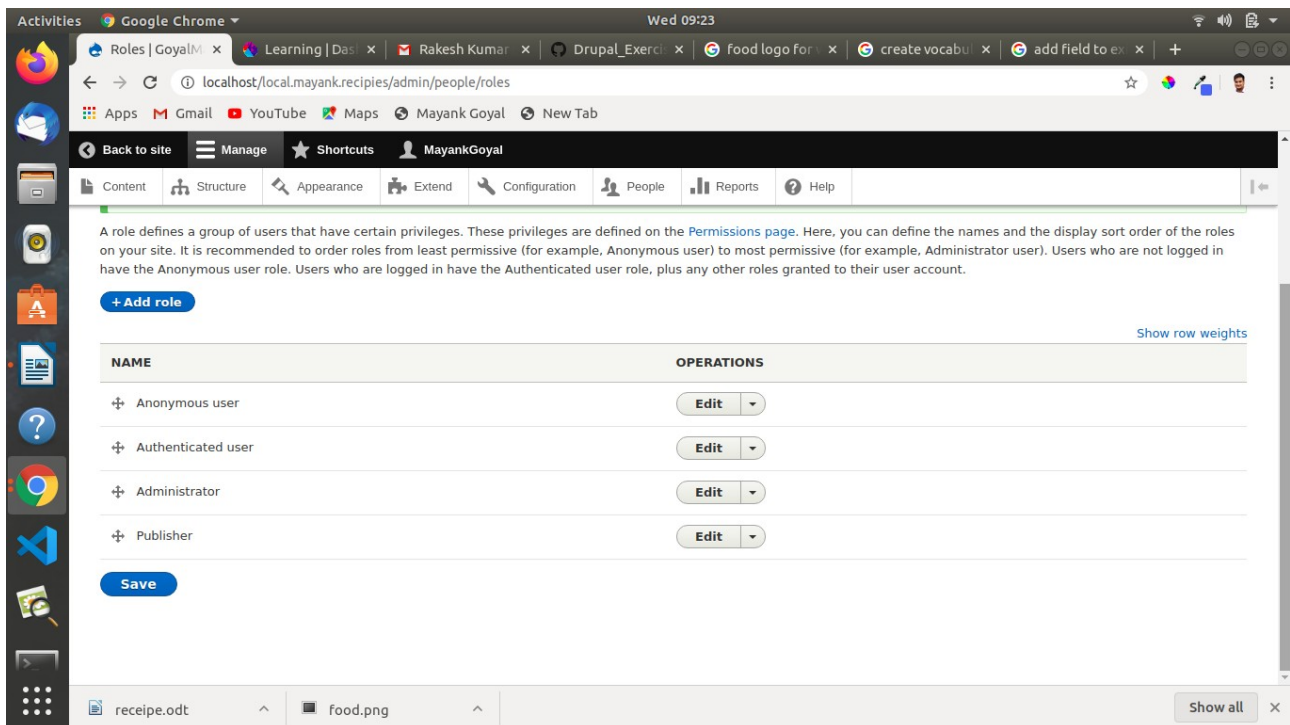 Activities Google Chrome Wed 09:23
Roles | GoyalM Learning | Das Rakesh Kumar Drupal_Exerci food logo for create vocabul add field to ex
localhost/local.mayank.recipies/admin/people/roles
Apps Gmail YouTube Maps Mayank Goyal New Tab
Back to site Manage Shortcuts MayankGoyal
Content Structure Appearance Extend Configuration People Reports Help
A role defines a group of users that have certain privileges. These privileges are defined on the Permissions page. Here, you can define the names and the display sort order of the roles
on your site. It is recommended to order roles from least permissive (for example, Anonymous user) to most permissive (for example, Administrator user). Users who are not logged in
have the Anonymous user role. Users who are logged in have the Authenticated user role, plus any other roles granted to their user account.
+ Add role
Show row weights
NAME OPERATIONS
Anonymous user Edit
Authenticated user Edit
Administrator Edit
Publisher Edit
Save
receipe.odt food.png Show all